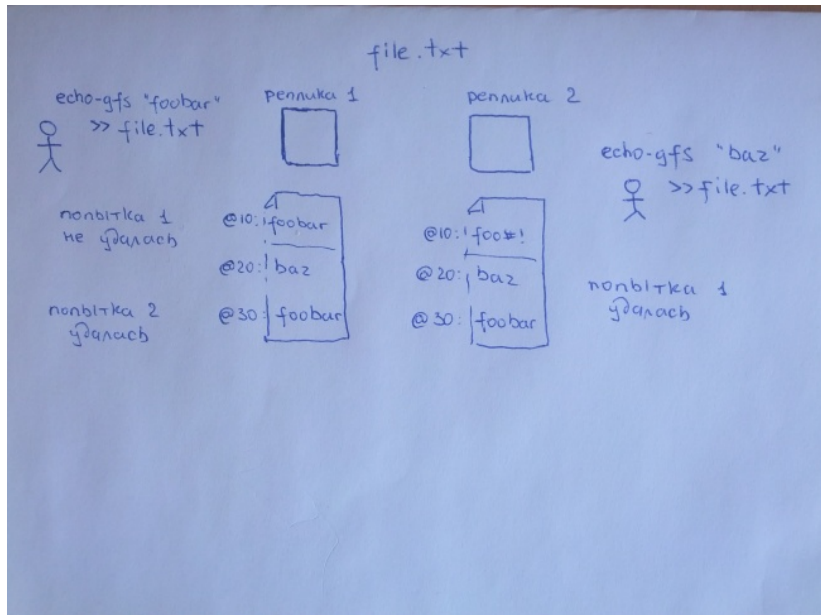 file.txt
echo-gfs "foobar"
>> file.txt
реплика 1
реплика 2
echo-gfs "baz"
>> file.txt
попытка 1
не удалась
попытка 2
удалась
@10: foobar
@20: baz
@30: foobar
@10: foo*!
@20: baz
@30: foobar
попытка 1
удалась